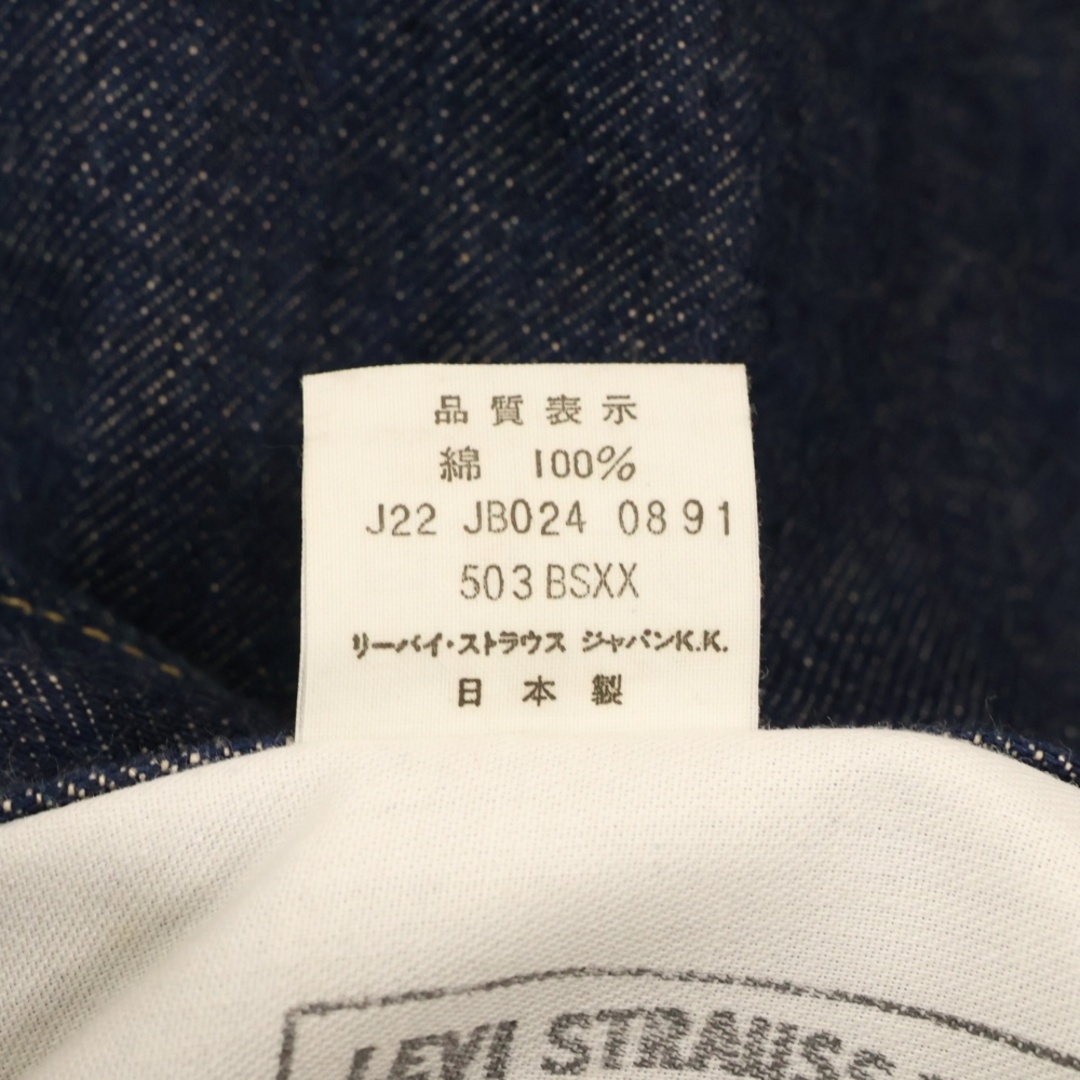 品質表示
綿 100%
J22 JB024 0891
503BSXX
リーバイ・ストラウス ジャパンK.K.
日本製
LEVI STRAUSS